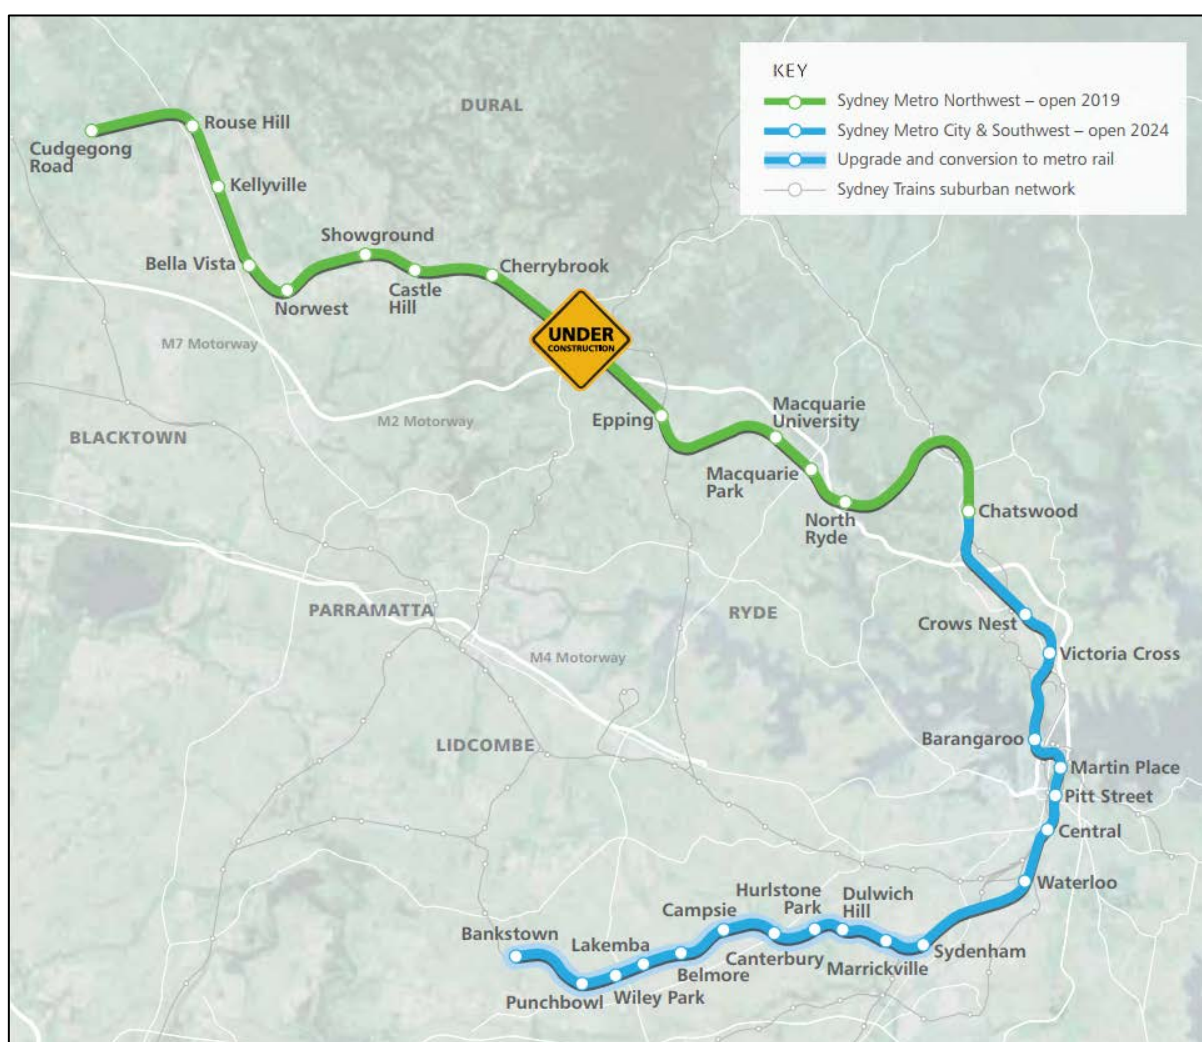 KEY
Sydney Metro Northwest – open 2019
Sydney Metro City & Southwest – open 2024
Upgrade and conversion to metro rail
Sydney Trains suburban network
DURAL
Rouse Hill
Cudgegong
Road
Kellyville
Showground
Bella Vista
Cherrybrook
Castle
Hill
Norwest
UNDER
CONSTRUCTION
M7 Motorway
M2 Motorway
Epping
Macquarie
University
BLACKTOWN
Macquarie
Park
North
Ryde
Chatswood
PARRAMATTA
RYDE
Crows Nest
Victoria Cross
M4 Motorway
LIDCOMBE
Barangaroo
Martin Place
Pitt Street
Central
Waterloo
Hurlstone
Park
Dulwich
Hill
Campsie
Bankstown
Lakemba
Sydenham
Canterbury
Marrickville
Belmore
Wiley Park
Punchbowl